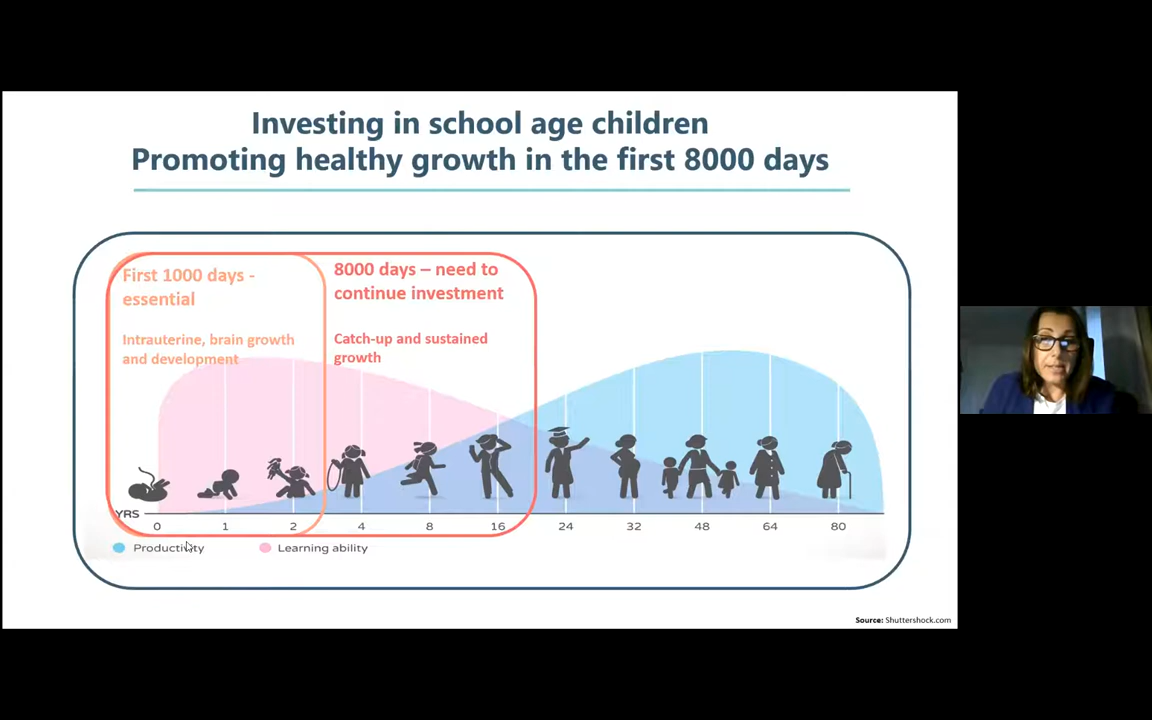 Investing in school age children
Promoting healthy growth in the first 8000 days
First 1000 days -
essential
Intrauterine, brain growth
and development
8000 days – need to
continue investment
Catch-up and sustained
growth
YRS 0 1 2 4 8 16 24 32 48 64 80
Productivity Learning ability
Source: Shuttershock.com